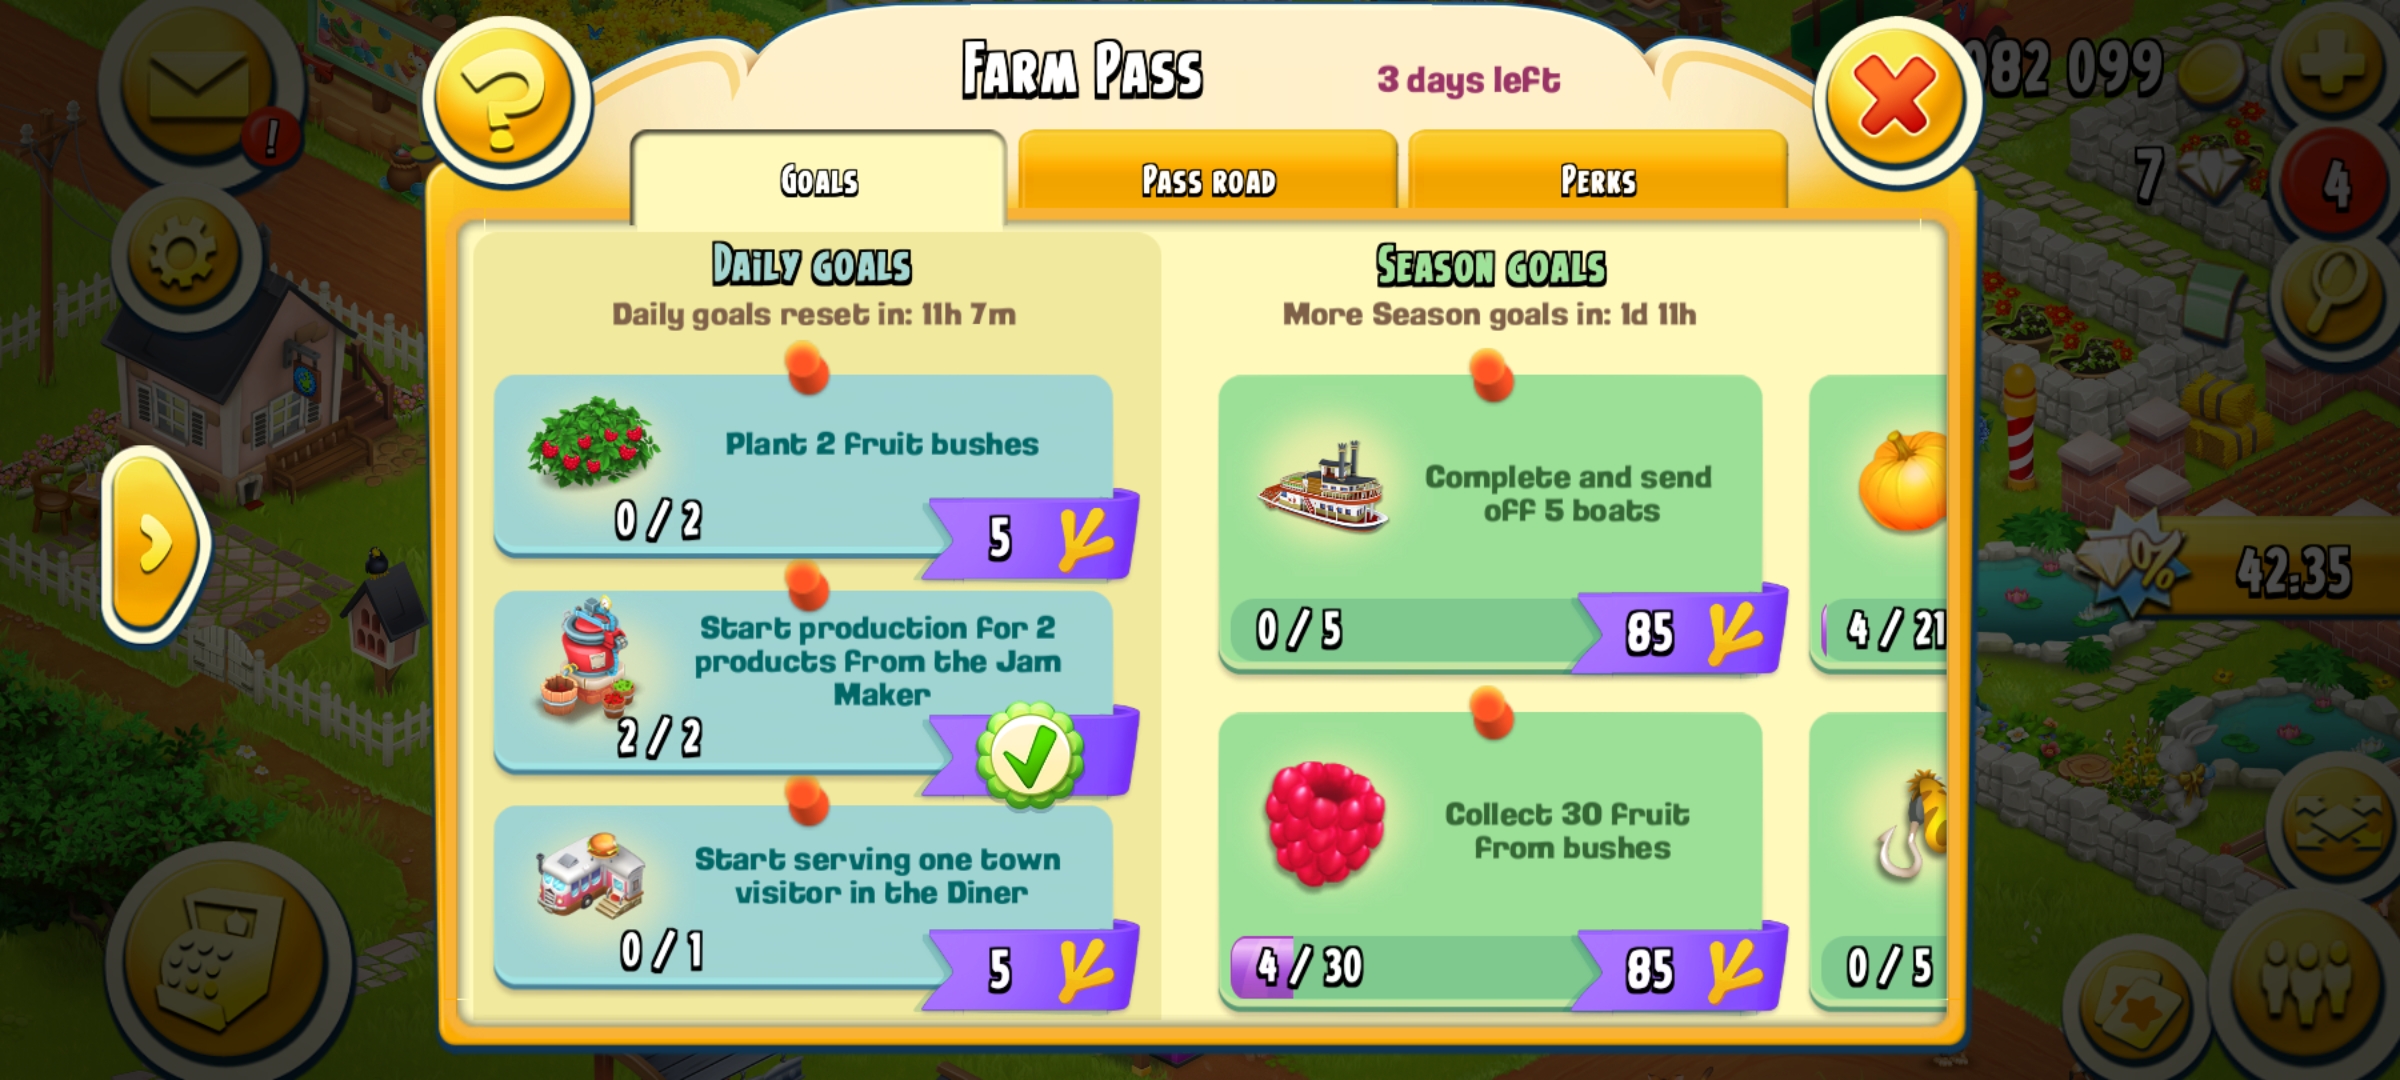 FARM PASS
3 days left
082 099
7
4
GOALS
PASS ROAD
PERKS
DAILY GOALS
Daily goals reset in: 11h 7m
Plant 2 fruit bushes
0 / 2
5
Start production for 2
products from the Jam
Maker
2 / 2
Start serving one town
visitor in the Diner
0 / 1
5
SEASON GOALS
More Season goals in: 1d 11h
Complete and send
off 5 boats
0 / 5
85
4 / 21
Collect 30 fruit
from bushes
4 / 30
85
0 / 5
%
42:35